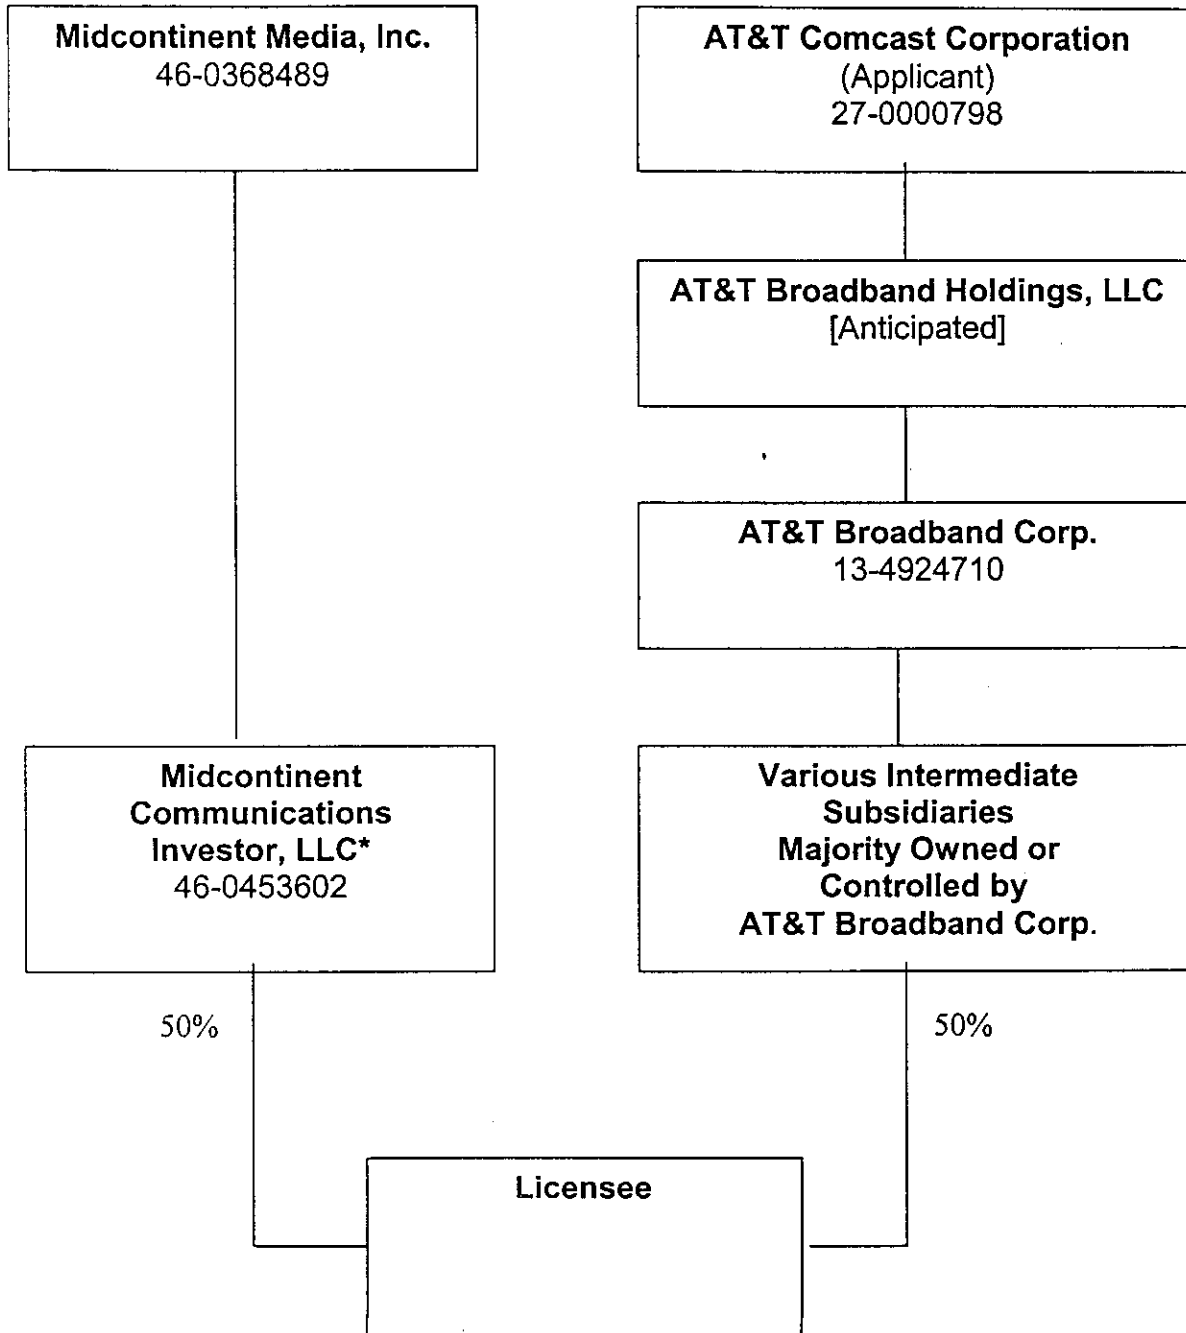 Midcontinent Media, Inc.
46-0368489
AT&T Comcast Corporation
(Applicant)
27-0000798
AT&T Broadband Holdings, LLC
[Anticipated]
AT&T Broadband Corp.
13-4924710
Midcontinent
Communications
Investor, LLC*
46-0453602
Various Intermediate
Subsidiaries
Majority Owned or
Controlled by
AT&T Broadband Corp.
50%
50%
Licensee